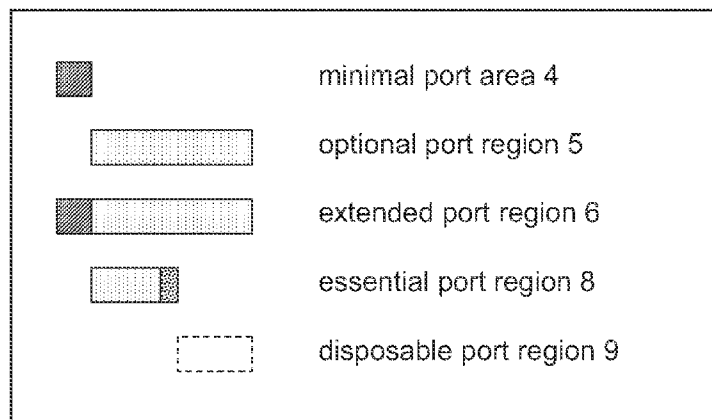 minimal port area 4
optional port region 5
extended port region 6
essential port region 8
disposable port region 9